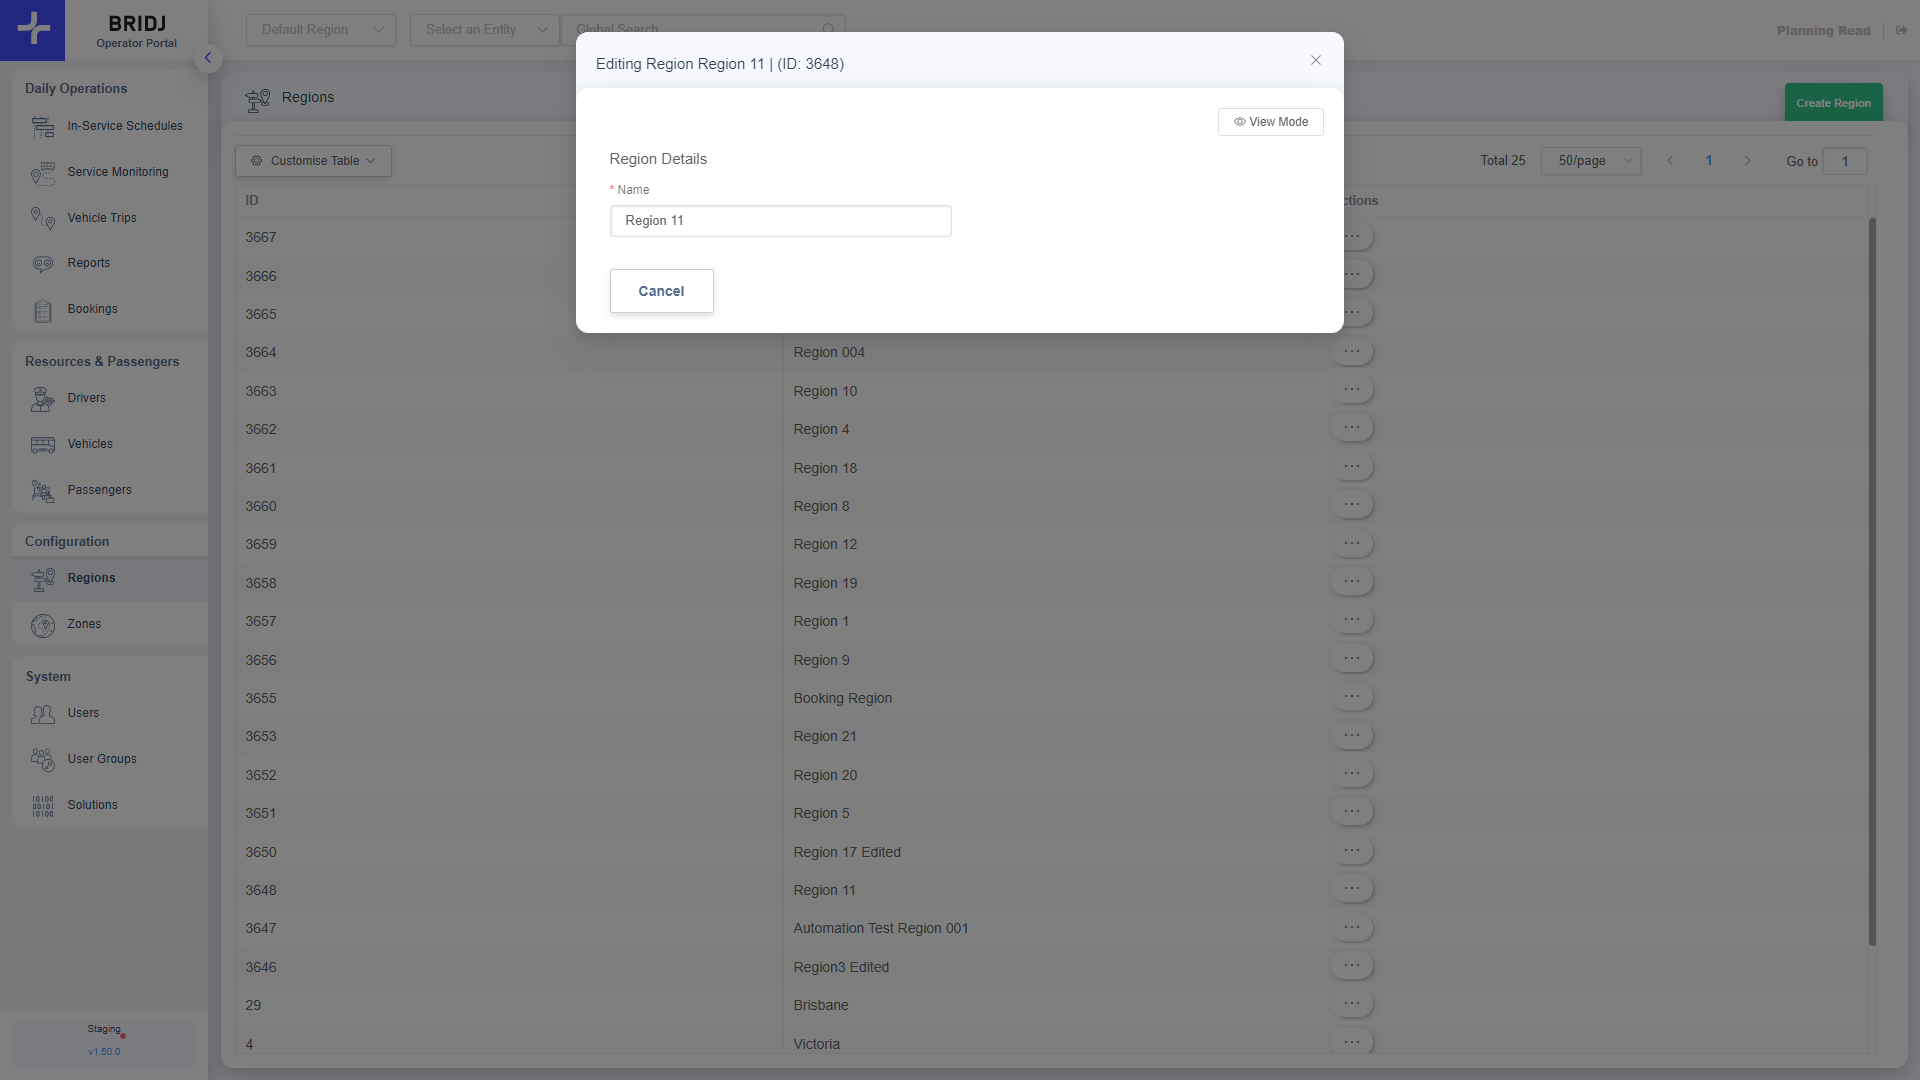 BRIDJ
Operator Portal
Default Region
Select an Entity
Global Search
Planning Read
Daily Operations
In-Service Schedules
Service Monitoring
Vehicle Trips
Reports
Bookings
Resources & Passengers
Drivers
Vehicles
Passengers
Configuration
Regions
Zones
System
Users
User Groups
Solutions
Staging
v1.50.0
Regions
Create Region
Customise Table
Total 25
50/page
1
Go to
1
ID
ctions
3667
3666
3665
3664 Region 004
3663 Region 10
3662 Region 4
3661 Region 18
3660 Region 8
3659 Region 12
3658 Region 19
3657 Region 1
3656 Region 9
3655 Booking Region
3653 Region 21
3652 Region 20
3651 Region 5
3650 Region 17 Edited
3648 Region 11
3647 Automation Test Region 001
3646 Region3 Edited
29 Brisbane
4 Victoria
Editing Region Region 11 | (ID: 3648)
View Mode
Region Details
* Name
Region 11
Cancel